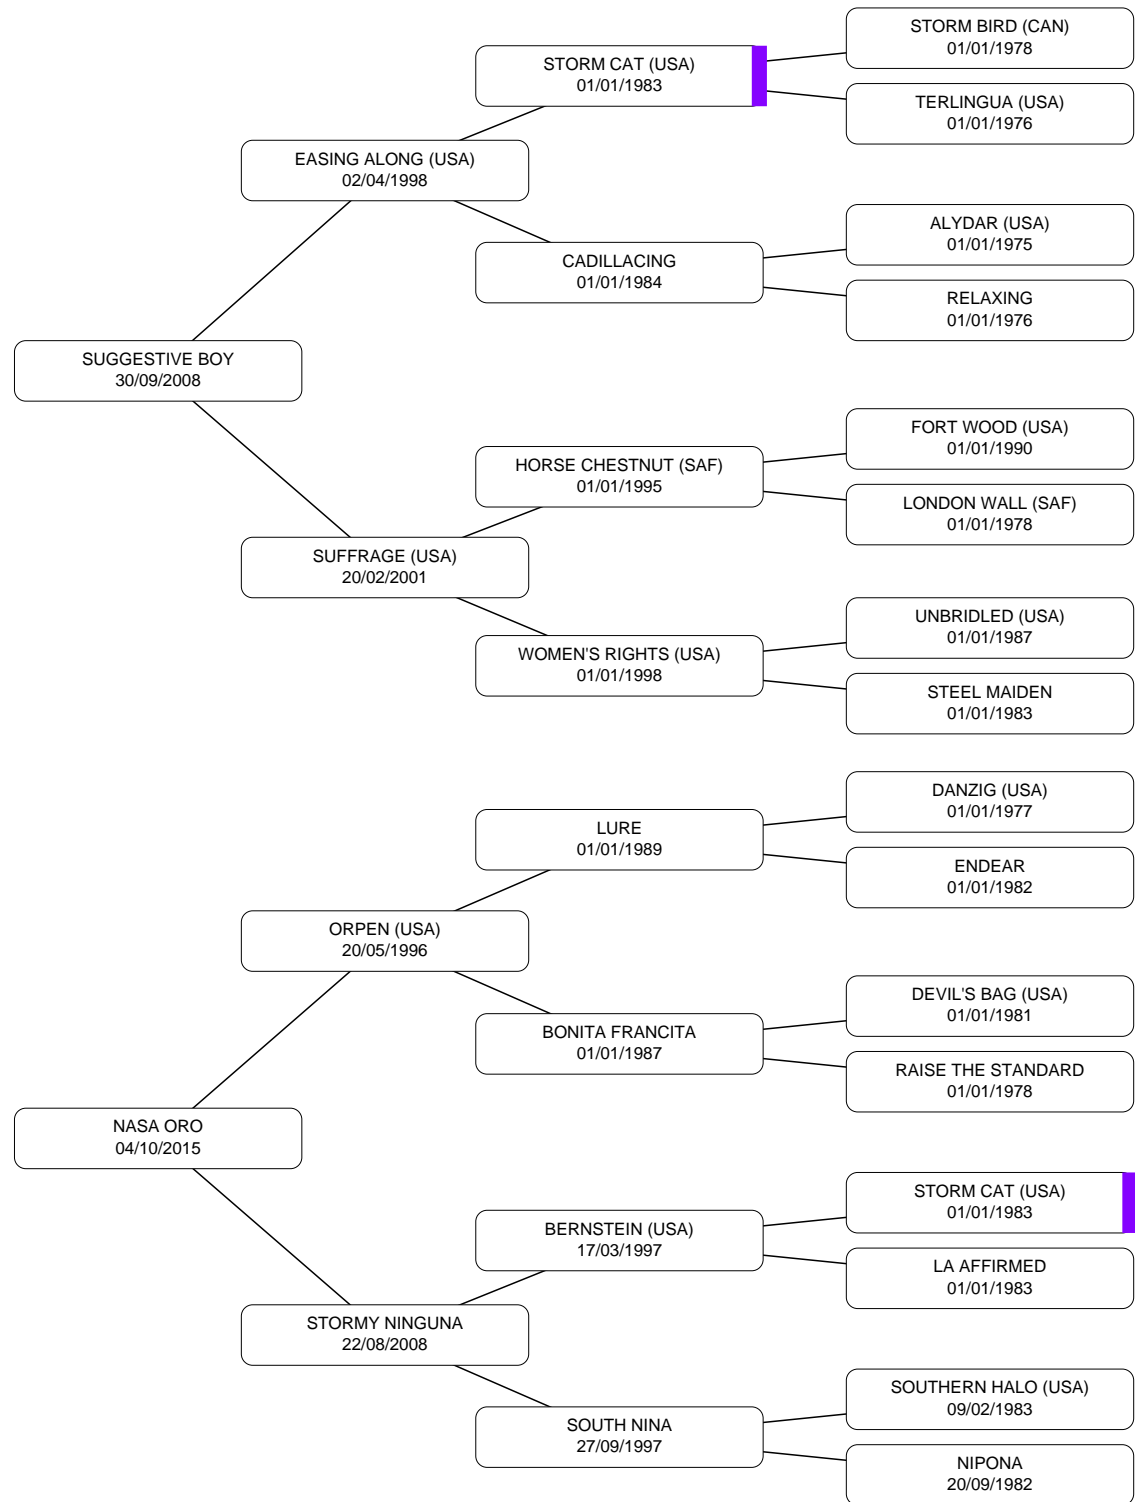 STORM BIRD (CAN)
01/01/1978
STORM CAT (USA)
01/01/1983
TERLINGUA (USA)
01/01/1976
EASING ALONG (USA)
02/04/1998
ALYDAR (USA)
01/01/1975
CADILLACING
01/01/1984
RELAXING
01/01/1976
SUGGESTIVE BOY
30/09/2008
FORT WOOD (USA)
01/01/1990
HORSE CHESTNUT (SAF)
01/01/1995
LONDON WALL (SAF)
01/01/1978
SUFFRAGE (USA)
20/02/2001
UNBRIDLED (USA)
01/01/1987
WOMEN'S RIGHTS (USA)
01/01/1998
STEEL MAIDEN
01/01/1983
DANZIG (USA)
01/01/1977
LURE
01/01/1989
ENDEAR
01/01/1982
ORPEN (USA)
20/05/1996
DEVIL'S BAG (USA)
01/01/1981
BONITA FRANCITA
01/01/1987
RAISE THE STANDARD
01/01/1978
NASA ORO
04/10/2015
STORM CAT (USA)
01/01/1983
BERNSTEIN (USA)
17/03/1997
LA AFFIRMED
01/01/1983
STORMY NINGUNA
22/08/2008
SOUTHERN HALO (USA)
09/02/1983
SOUTH NINA
27/09/1997
NIPONA
20/09/1982